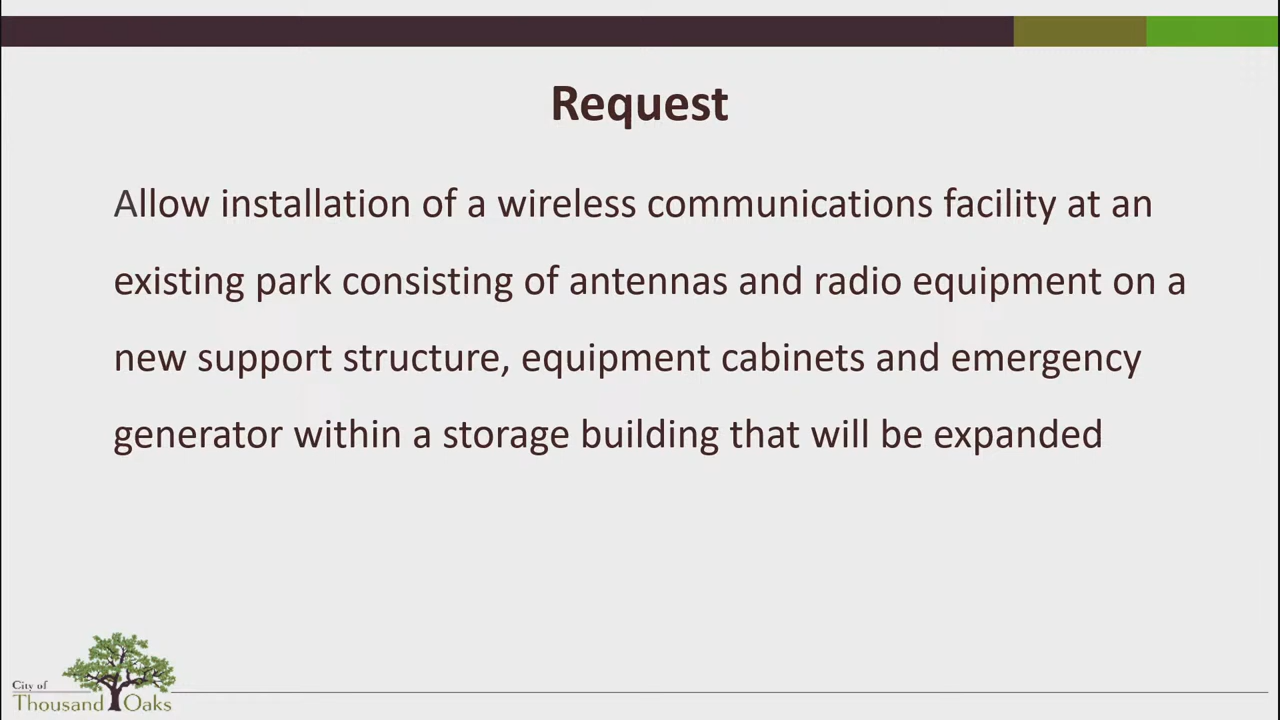 Request
Allow installation of a wireless communications facility at an
existing park consisting of antennas and radio equipment on a
new support structure, equipment cabinets and emergency
generator within a storage building that will be expanded
City of
Thousand Oaks